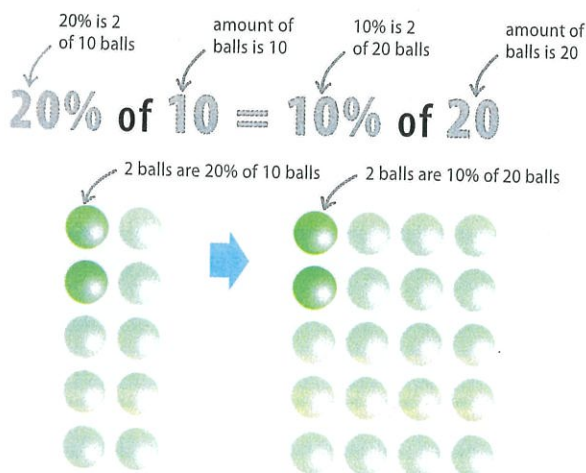 20% is 2
of 10 balls
amount of
balls is 10
10% is 2
of 20 balls
amount of
balls is 20
20% of 10 = 10% of 20
2 balls are 20% of 10 balls
2 balls are 10% of 20 balls